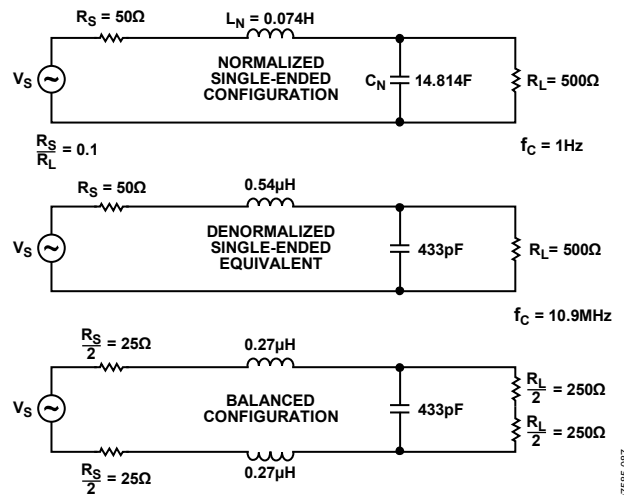 R_S = 50Ω
L_N = 0.074H
V_S
NORMALIZED
SINGLE-ENDED
CONFIGURATION
C_N
14.814F
R_L = 500Ω
R_S
R_L
= 0.1
f_C = 1Hz
R_S = 50Ω
0.54µH
V_S
DENORMALIZED
SINGLE-ENDED
EQUIVALENT
433pF
R_L = 500Ω
f_C = 10.9MHz
R_S
2
= 25Ω
0.27µH
V_S
BALANCED
CONFIGURATION
433pF
R_L
2
= 250Ω
R_L
2
= 250Ω
R_S
2
= 25Ω
0.27µH